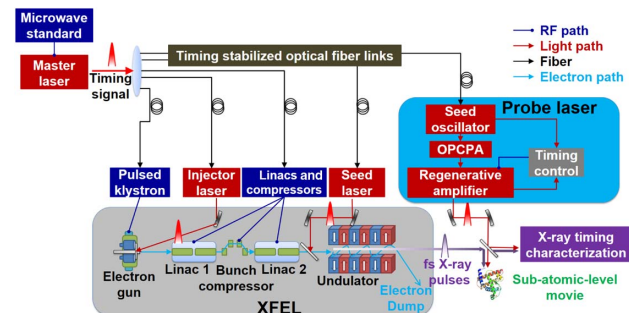 Microwave
standard
Master
laser
Timing
signal
Timing stabilized optical fiber links
RF path
Light path
Fiber
Electron path
Probe laser
Seed
oscillator
OPCPA
Regenerative
amplifier
Timing
control
Pulsed
klystron
Injector
laser
Linacs and
compressors
Seed
laser
Electron
gun
Linac 1
Bunch
compressor
Linac 2
Undulator
Electron
Dump
XFEL
fs X-ray
pulses
X-ray timing
characterization
Sub-atomic-level
movie